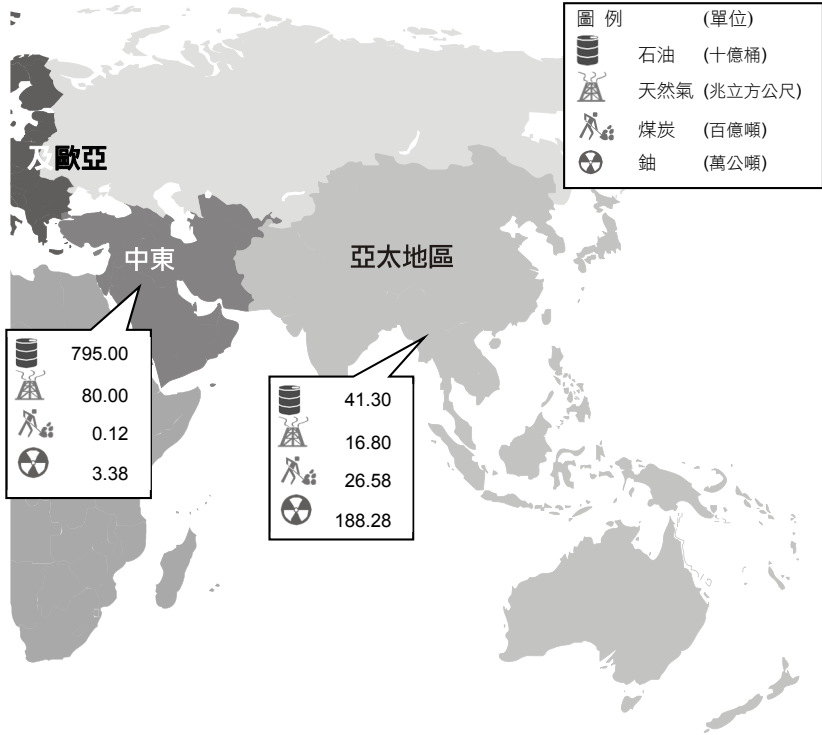 圖 例 (單位)
石油 (十億桶)
天然氣 (兆立方公尺)
煤炭 (百億噸)
鈾 (萬公噸)
及歐亞
中東
亞太地區
795.00
80.00
0.12
3.38
41.30
16.80
26.58
188.28